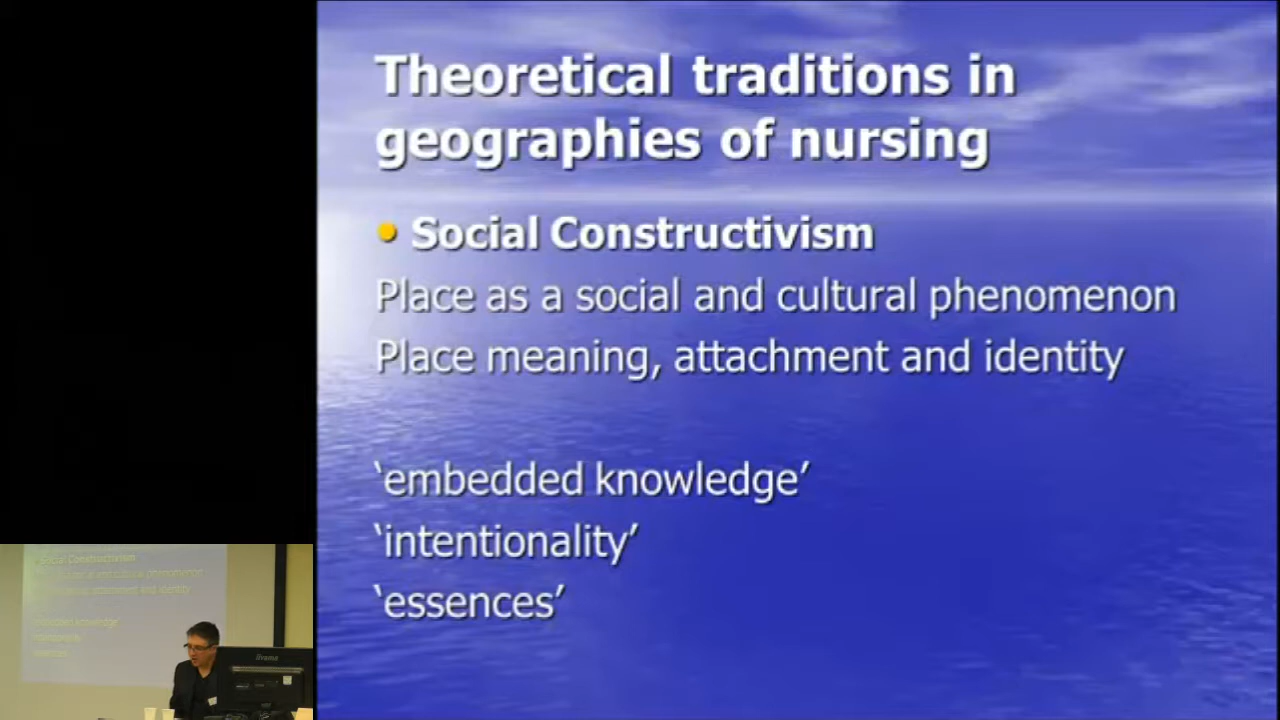 Theoretical traditions in
geographies of nursing
• Social Constructivism
Place as a social and cultural phenomenon
Place meaning, attachment and identity
‘embedded knowledge’
‘intentionality’
‘essences’
iiyama